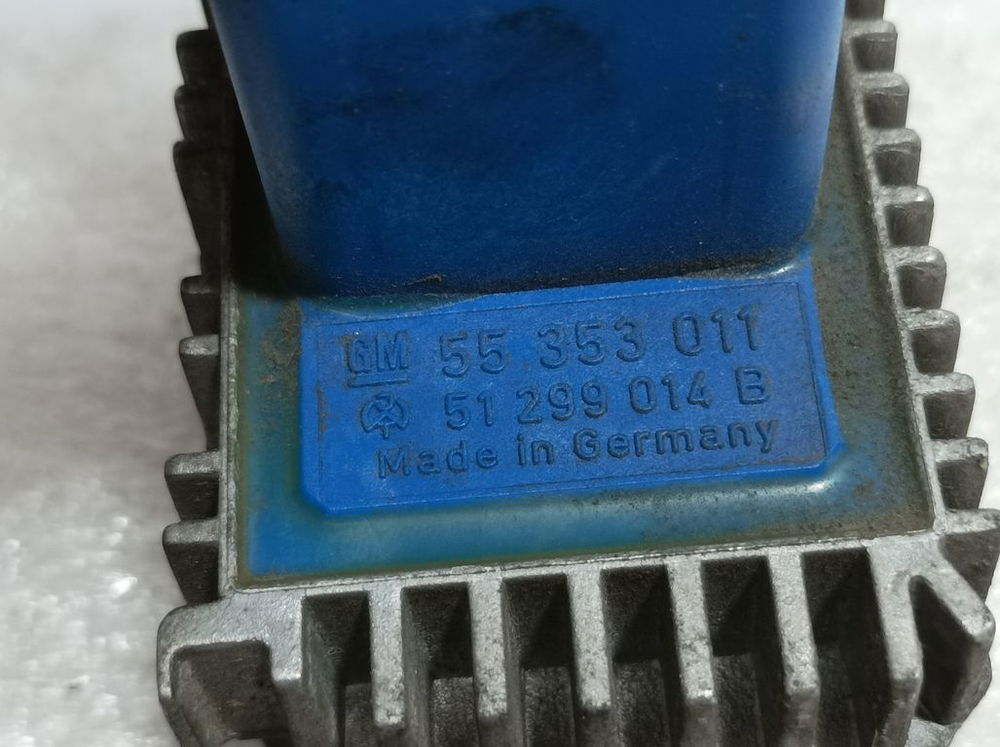 GM 55 353 011
51 299 014 B
Made in Germany